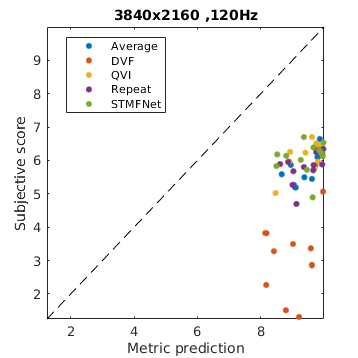 3840x2160 ,120Hz
Average
DVF
QVI
Repeat
STMFNet
Subjective score
9
8
7
6
5
4
3
2
2 4 6 8
Metric prediction